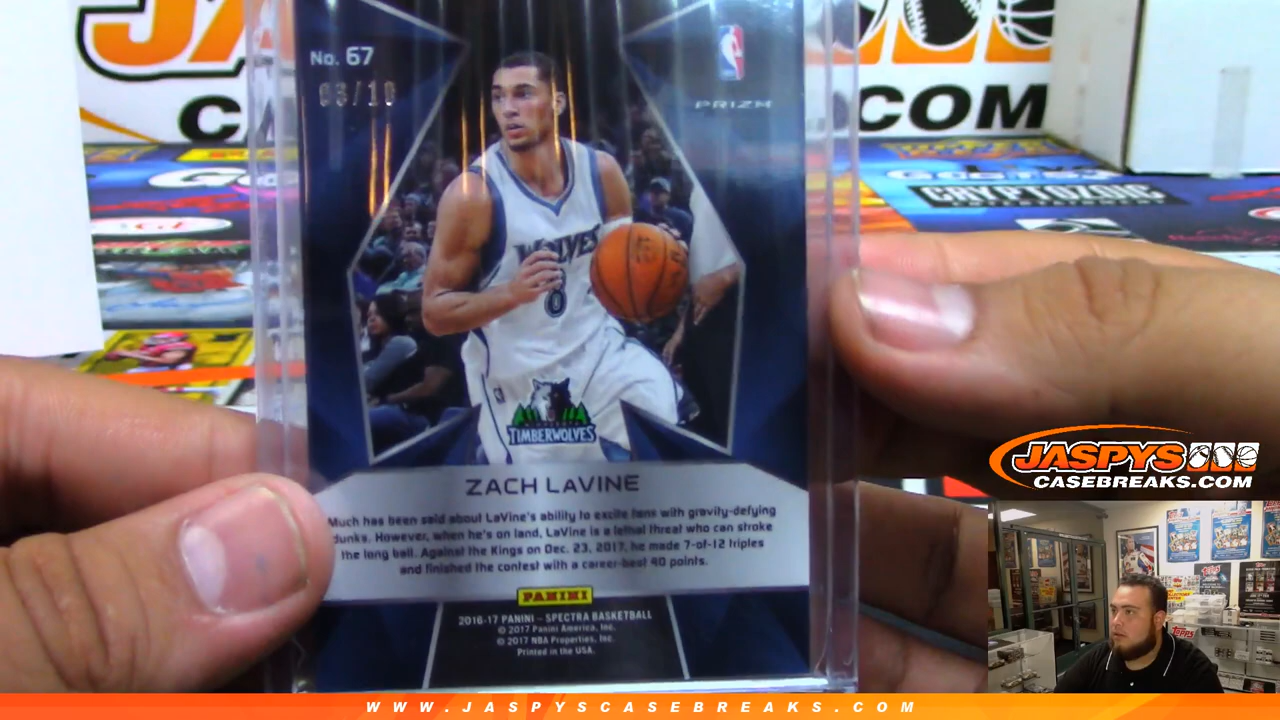 No. 67
PRIZM
COM
CRYPTOZOIC
ENTERTAINMENT
WOLVES
8
TIMBERWOLVES
ZACH LAVINE
Much has been said about LaVine's ability to excite fans with gravity-defying
dunks. However, when he's on land, LaVine is a lethal threat who can stroke
the long ball. Against the Kings on Dec. 23, 2017, he made 7-of-12 triples
and finished the contest with a career-best 40 points.
PANINI
2016-17 PANINI – SPECTRA BASKETBALL
© 2017 Panini America, Inc.
© 2017 NBA Properties, Inc.
Printed in the USA.
JASPYS
CASEBREAKS.COM
Topps
WWW.JASPYSCASEBREAKS.COM